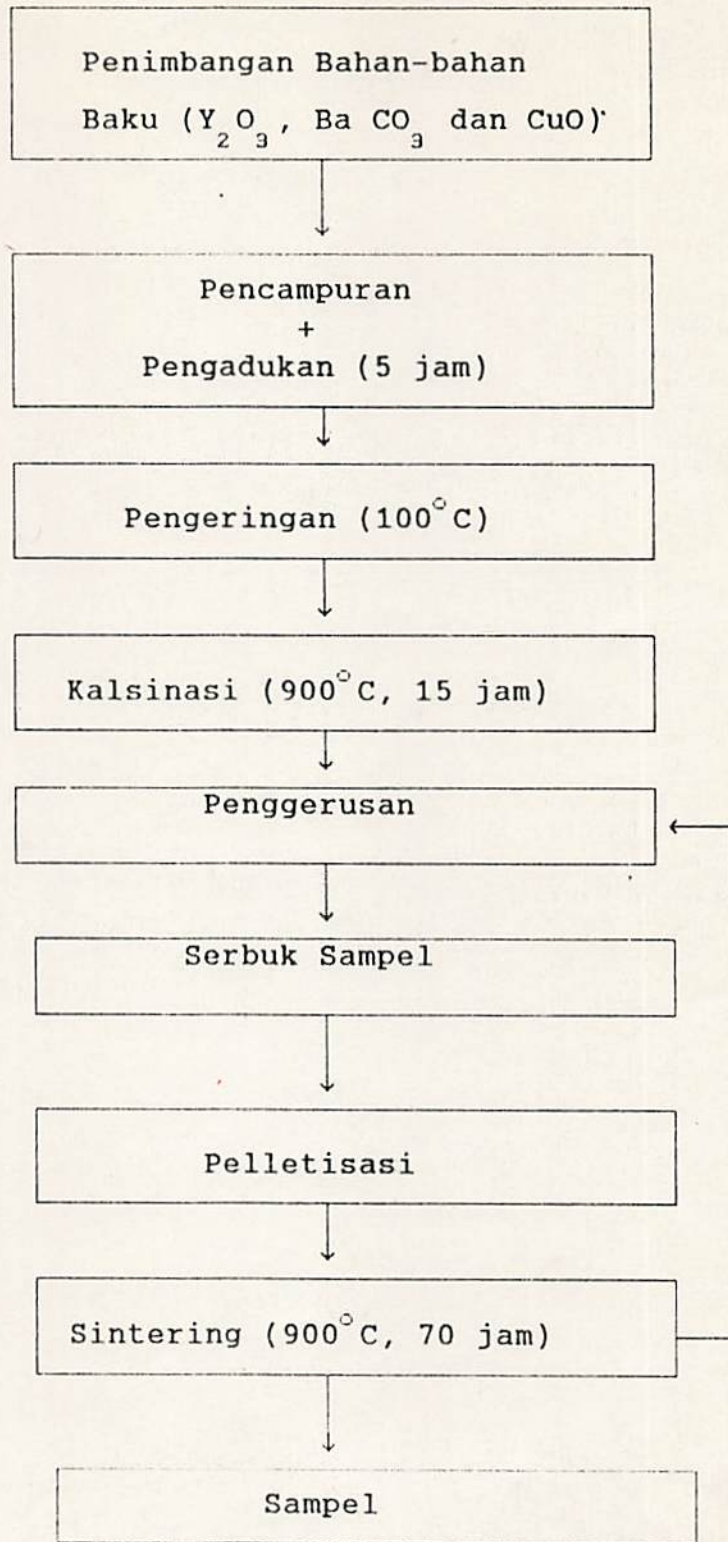 Penimbangan Bahan-bahan
Baku (Y₂O₃, Ba CO₃ dan CuO)
Pencampuran
+
Pengadukan (5 jam)
Pengeringan (100°C)
Kalsinasi (900°C, 15 jam)
Penggerusan
Serbuk Sampel
Pelletisasi
Sintering (900°C, 70 jam)
Sampel